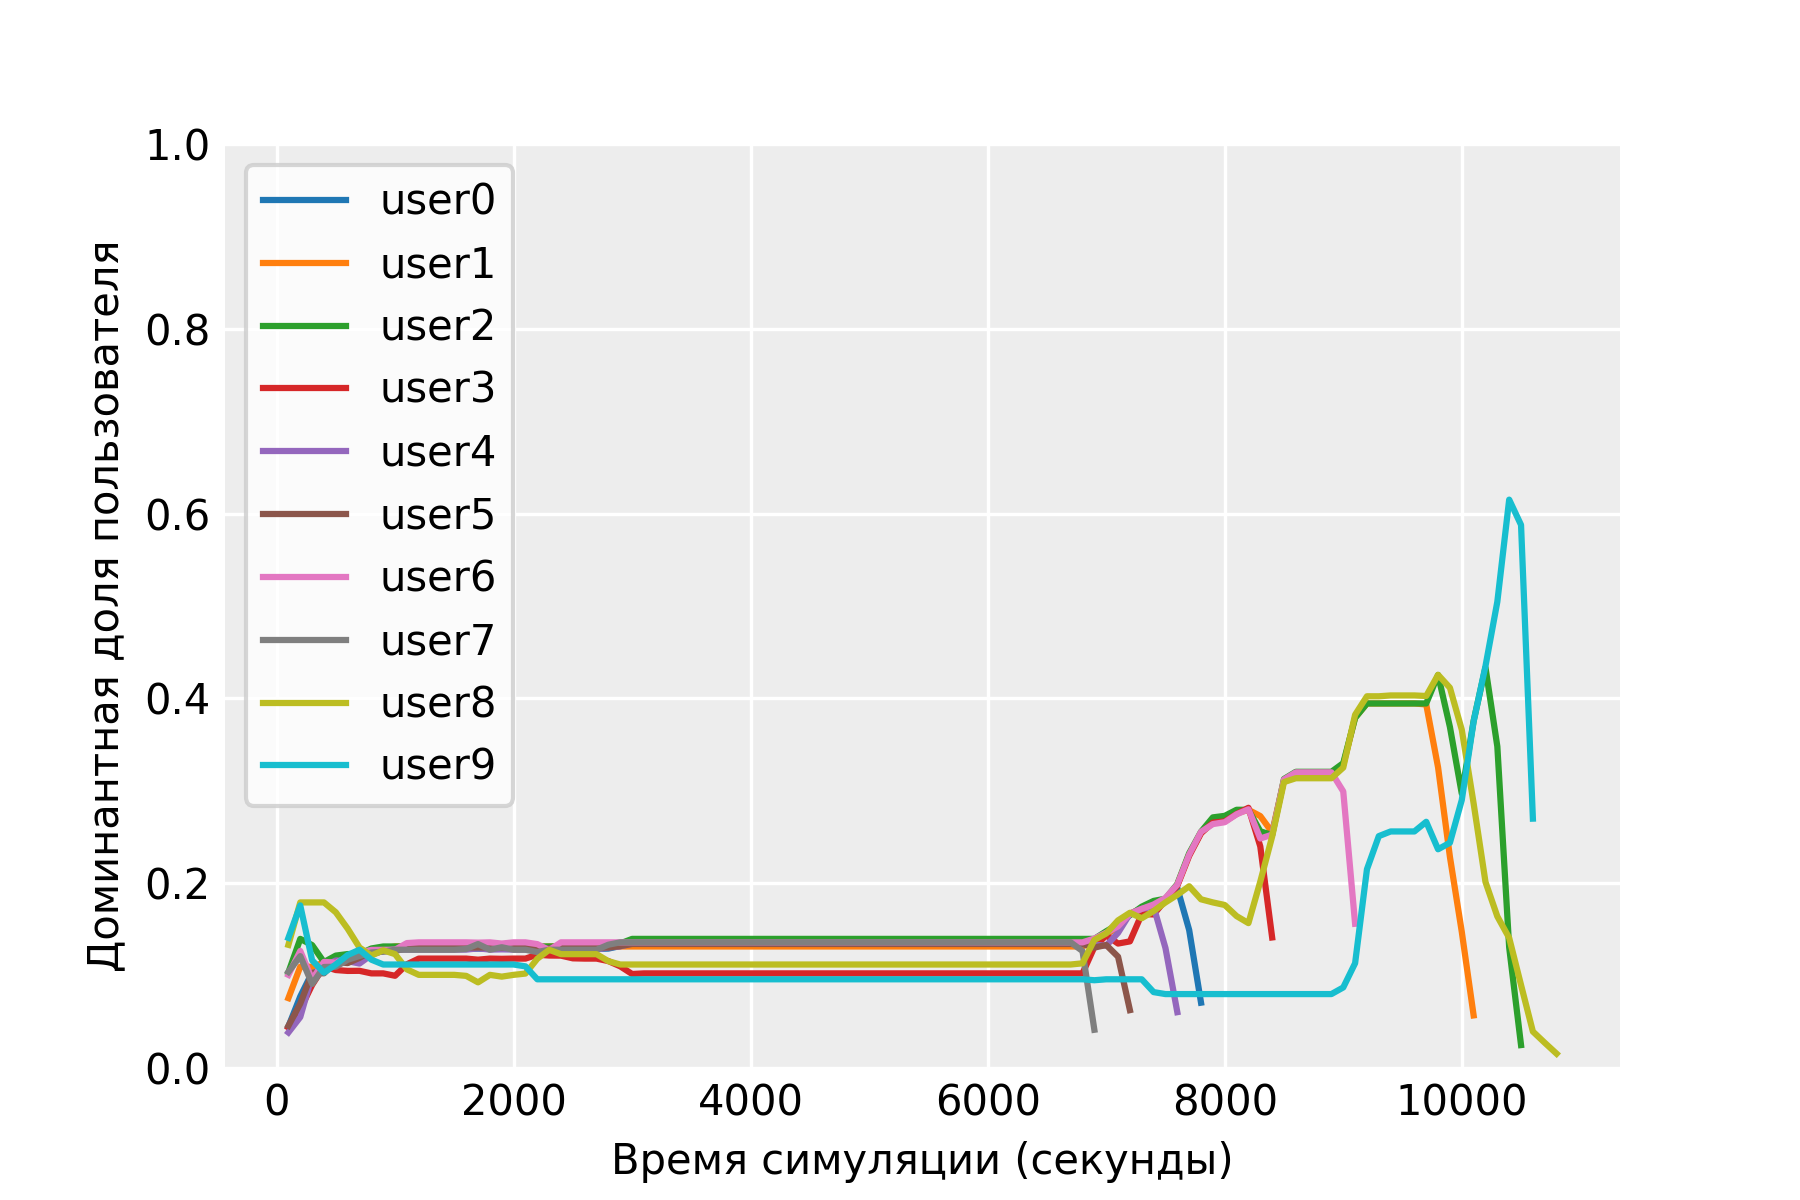 Доминантная доля пользователя
1.0
0.8
0.6
0.4
0.2
0.0
user0
user1
user2
user3
user4
user5
user6
user7
user8
user9
0 2000 4000 6000 8000 10000
Время симуляции (секунды)